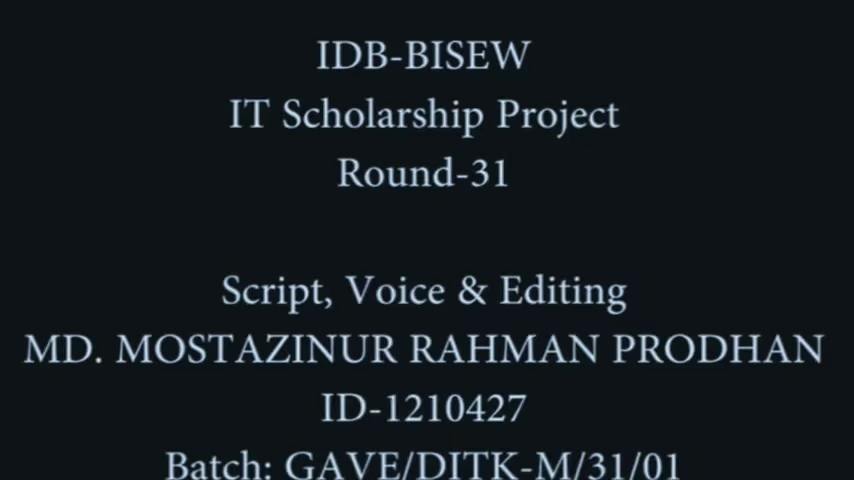 IDB-BISEW
IT Scholarship Project
Round-31
Script, Voice & Editing
MD. MOSTAZINUR RAHMAN PRODHAN
ID-1210427
Batch: GAVE/DITK-M/31/01